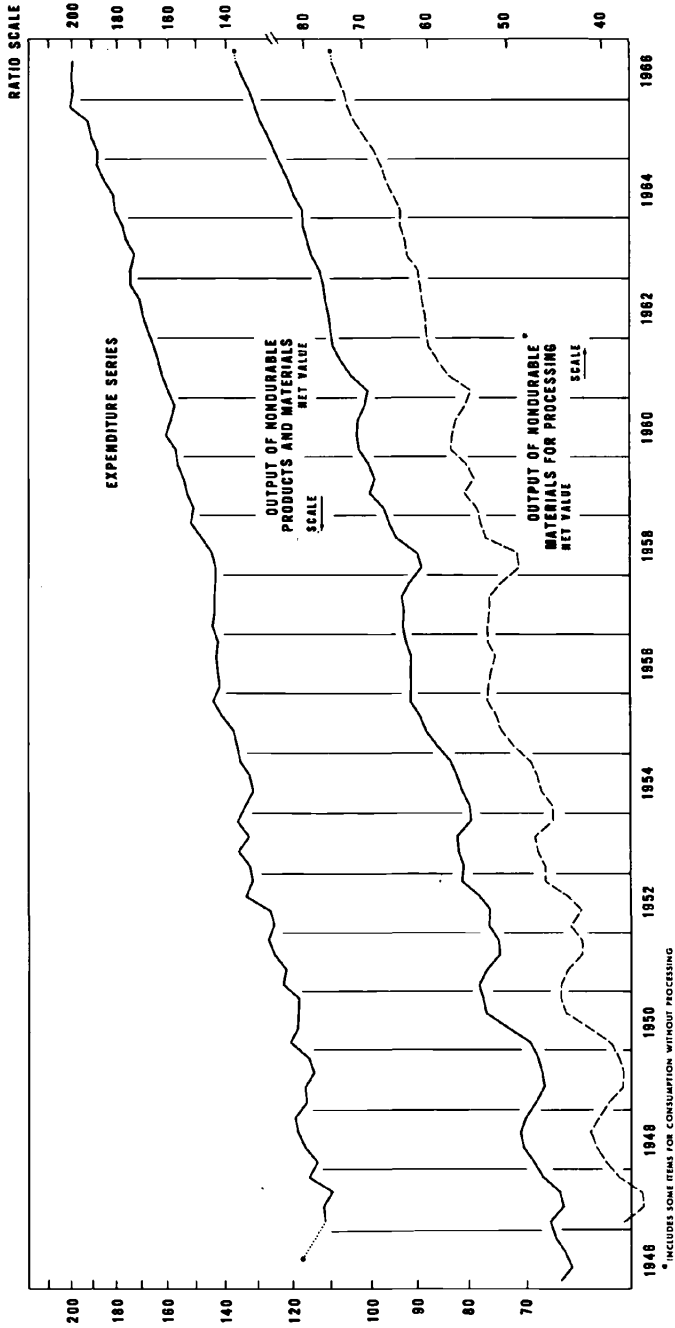 RATIO SCALE
200
180
160
140
120
100
90
80
70
EXPENDITURE SERIES
OUTPUT OF NONDURABLE
PRODUCTS AND MATERIALS
NET VALUE
SCALE
OUTPUT OF NONDURABLE*
MATERIALS FOR PROCESSING
NET VALUE
SCALE
200
180
160
140
80
70
60
50
40
1946 1948 1950 1952 1954 1956 1958 1960 1962 1964 1966
* INCLUDES SOME ITEMS FOR CONSUMPTION WITHOUT PROCESSING